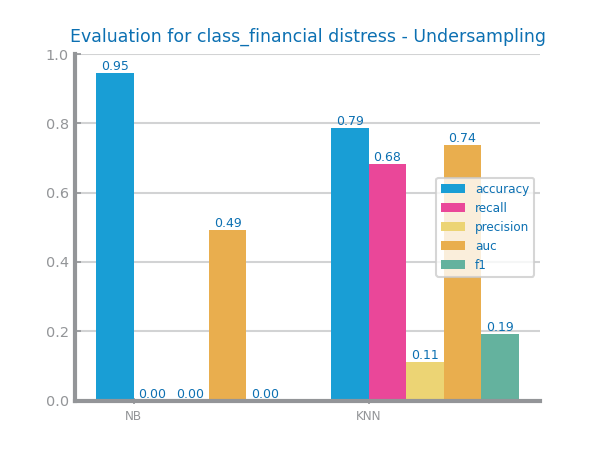 Evaluation for class_financial distress - Undersampling
1.0
0.8
0.6
0.4
0.2
0.0
0.95
0.00
0.00
0.49
0.00
0.79
0.68
0.11
0.74
0.19
accuracy
recall
precision
auc
f1
NB
KNN